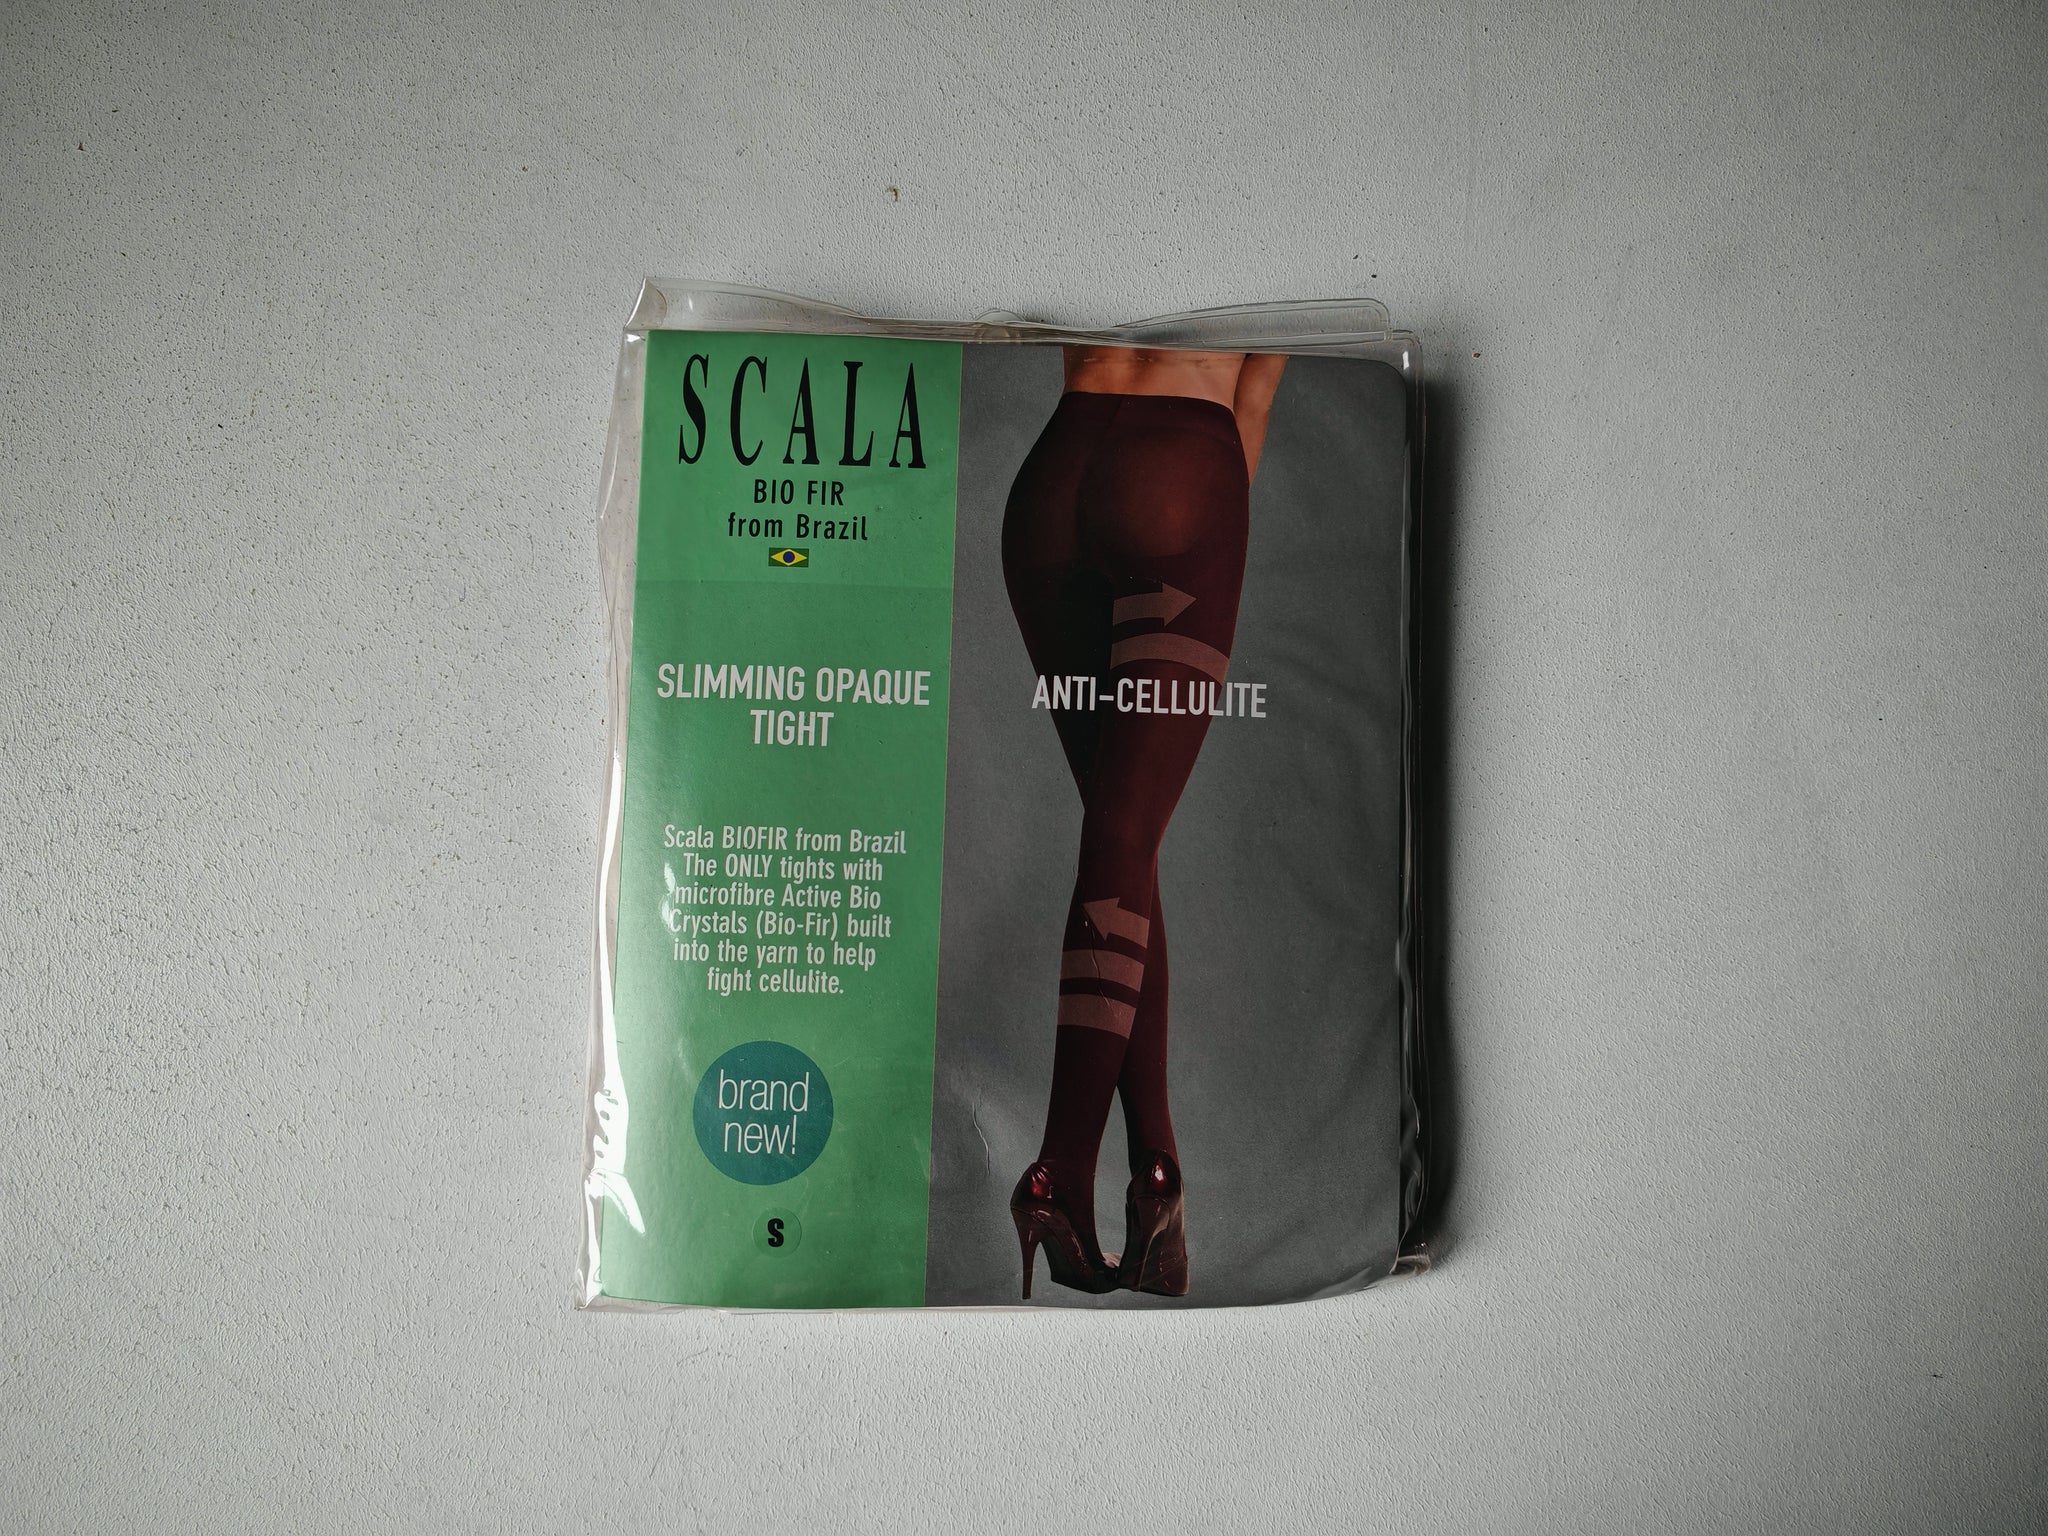 SCALA
BIO FIR
from Brazil
SLIMMING OPAQUE
TIGHT
Scala BIOFIR from Brazil
The ONLY tights with
microfibre Active Bio
Crystals (Bio-Fir) built
into the yarn to help
fight cellulite.
brand
new!
S
ANTI-CELLULITE